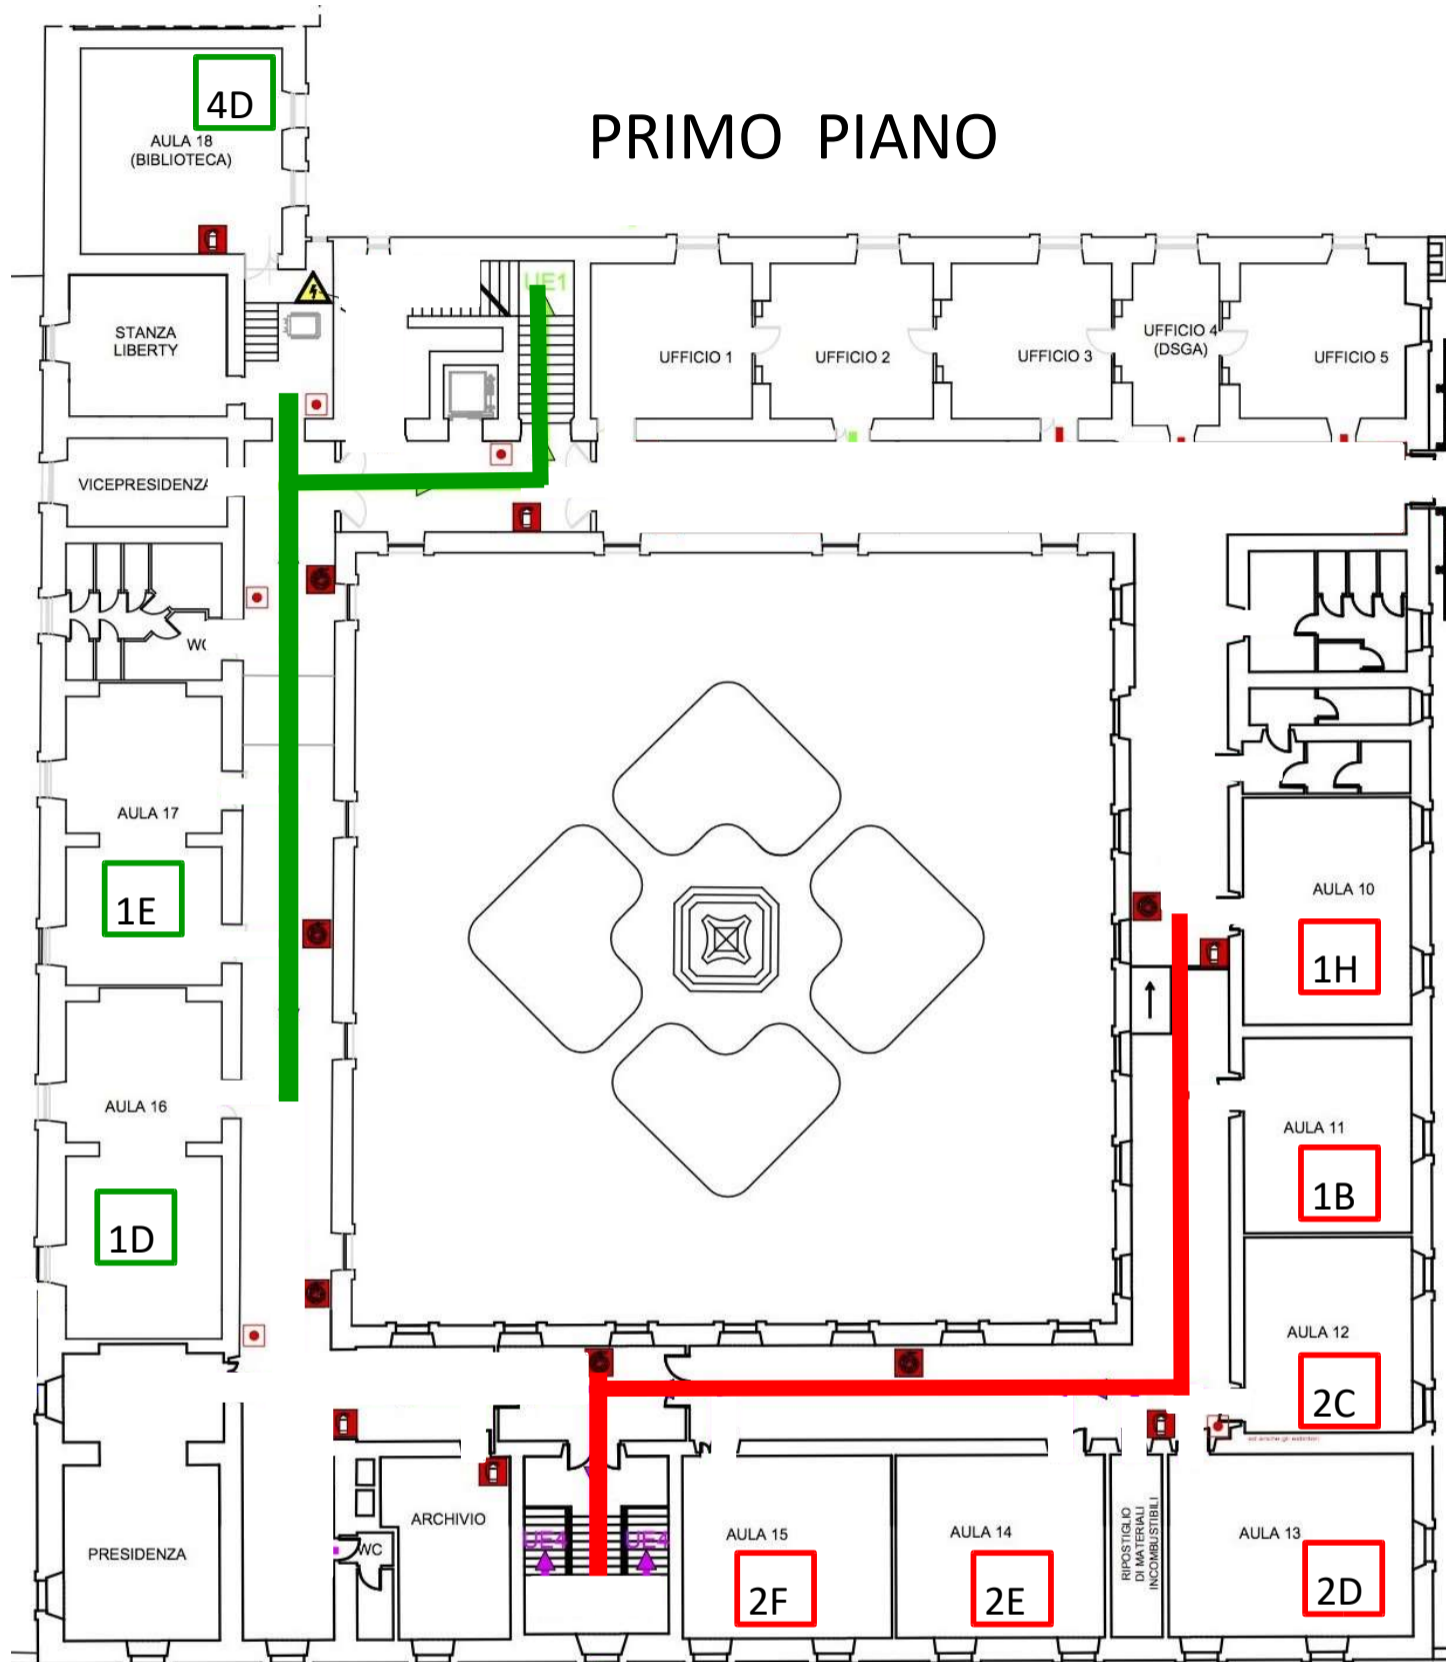 PRIMO PIANO
4D
AULA 18
(BIBLIOTECA)
UE1
STANZA
LIBERTY
UFFICIO 1
UFFICIO 2
UFFICIO 3
UFFICIO 4
(DSGA)
UFFICIO 5
VICEPRESIDENZA
WC
AULA 17
1E
AULA 10
1H
AULA 16
AULA 11
1B
1D
AULA 12
2C
ARCHIVIO
UE4
UE4
WC
PRESIDENZA
AULA 15
2F
AULA 14
2E
RIPOSTIGLIO
DI MATERIALI
INCOMBUSTIBILI
AULA 13
2D